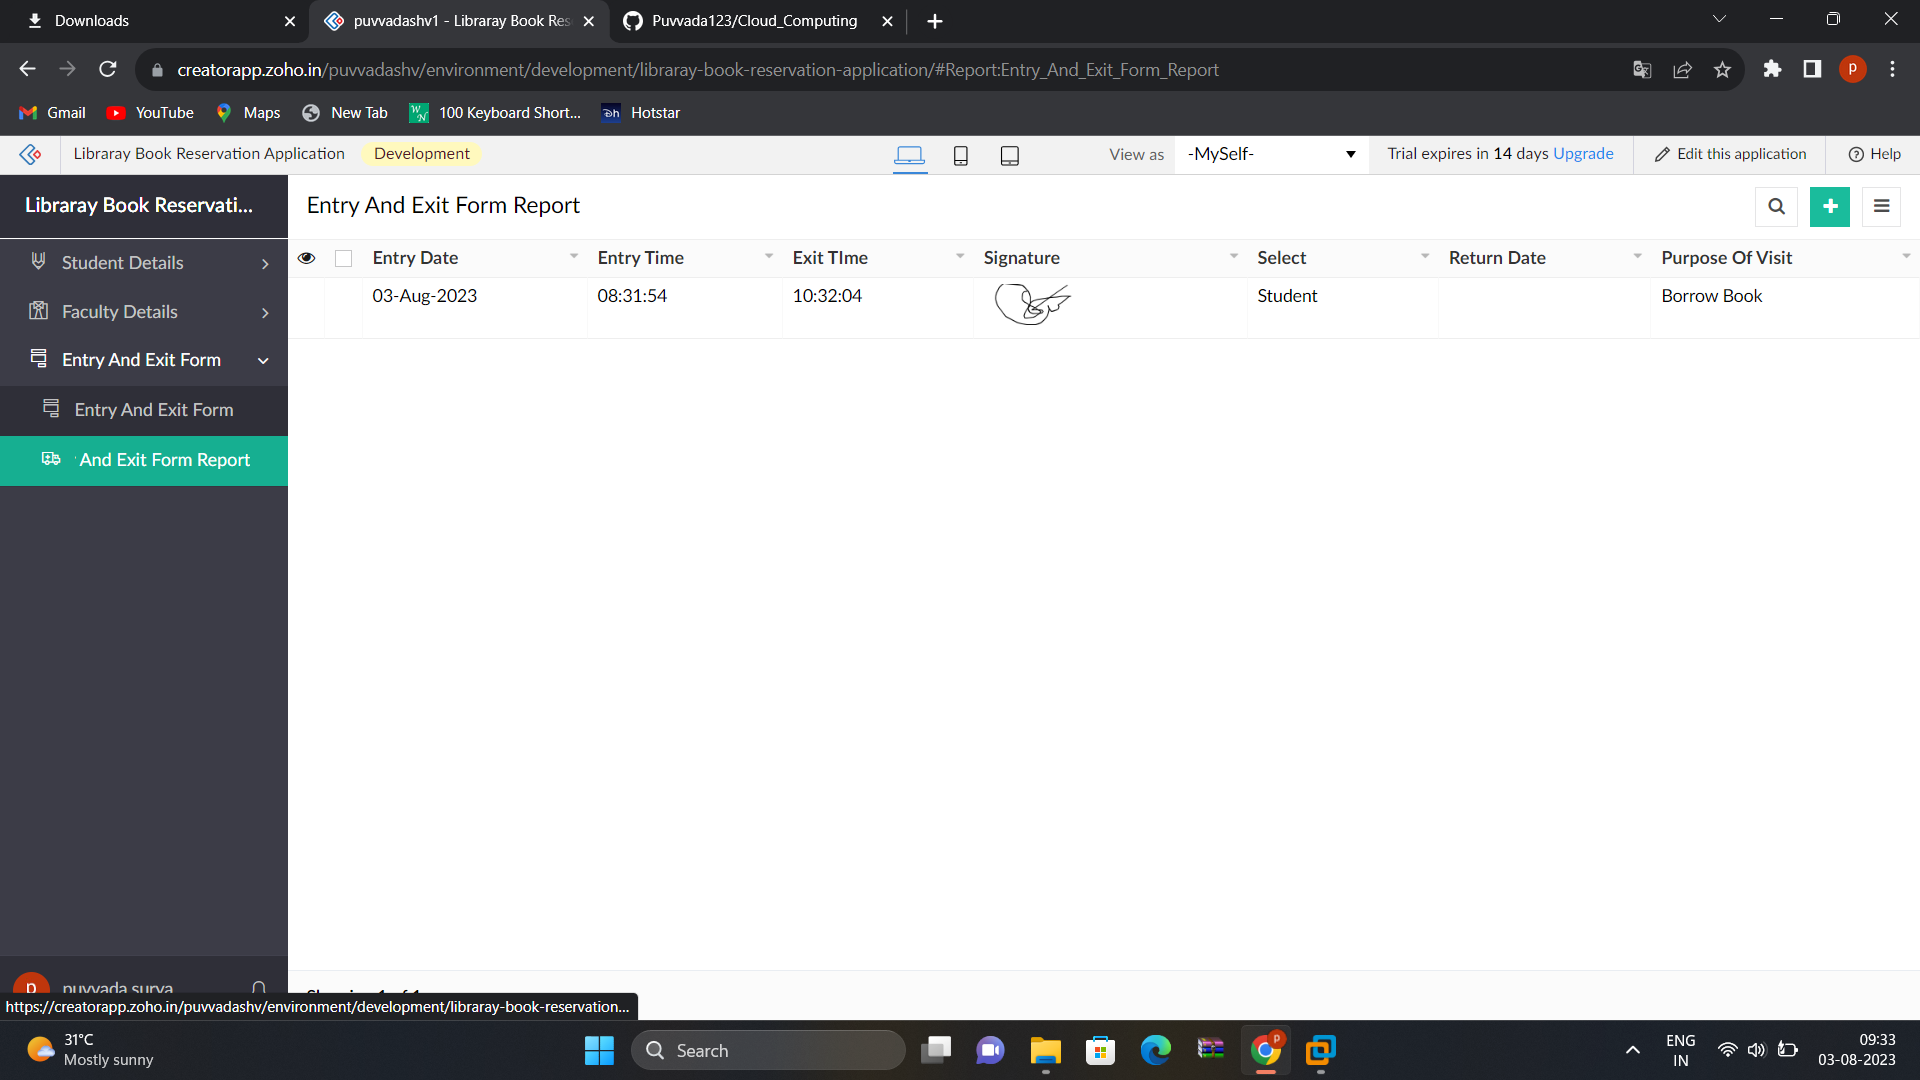 Downloads
puvvadashv1 - Libraray Book Res
Puvvada123/Cloud_Computing
creatorapp.zoho.in/puvvadashv/environment/development/libraray-book-reservation-application/#Report:Entry_And_Exit_Form_Report
p
Gmail
YouTube
Maps
New Tab
100 Keyboard Short...
Hotstar
Libraray Book Reservation Application
Development
View as
-MySelf-
Trial expires in 14 days Upgrade
Edit this application
Help
Libraray Book Reservati...
Entry And Exit Form Report
Student Details
Faculty Details
Entry And Exit Form
Entry And Exit Form
And Exit Form Report
Entry Date
Entry Time
Exit TIme
Signature
Select
Return Date
Purpose Of Visit
03-Aug-2023
08:31:54
10:32:04
Student
Borrow Book
p
puvvada surya
Showing 1 of 1
https://creatorapp.zoho.in/puvvadashv/environment/development/libraray-book-reservation...
31°C
Mostly sunny
Search
ENG
IN
09:33
03-08-2023